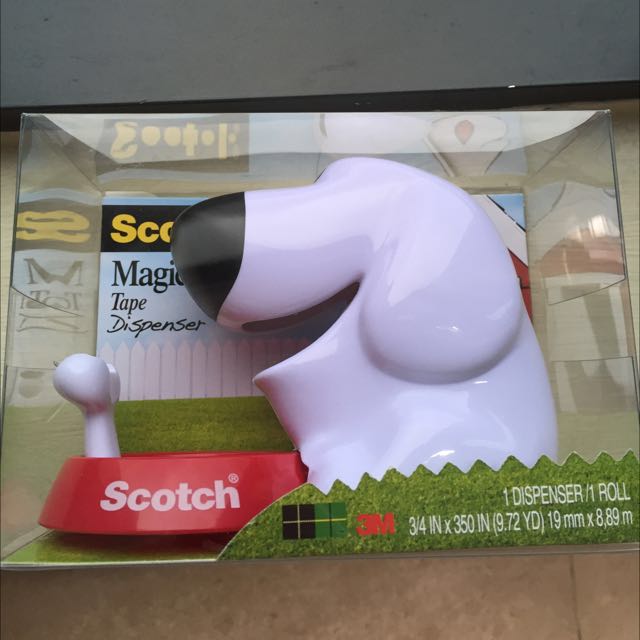 Scotch
Sco
Magic
Tape
Dispenser
Scotch®
1 DISPENSER/1 ROLL
3M 3/4 IN x 350 IN (9.72 YD) 19 mm x 8,89 m